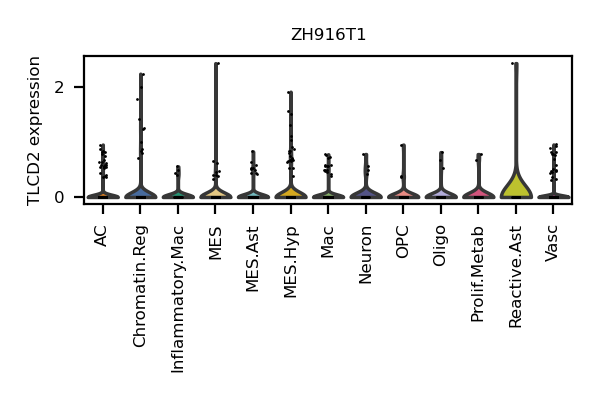 ZH916T1
TLCD2 expression
2
0
AC
Chromatin.Reg
Inflammatory.Mac
MES
MES.Ast
MES.Hyp
Mac
Neuron
OPC
Oligo
Prolif.Metab
Reactive.Ast
Vasc